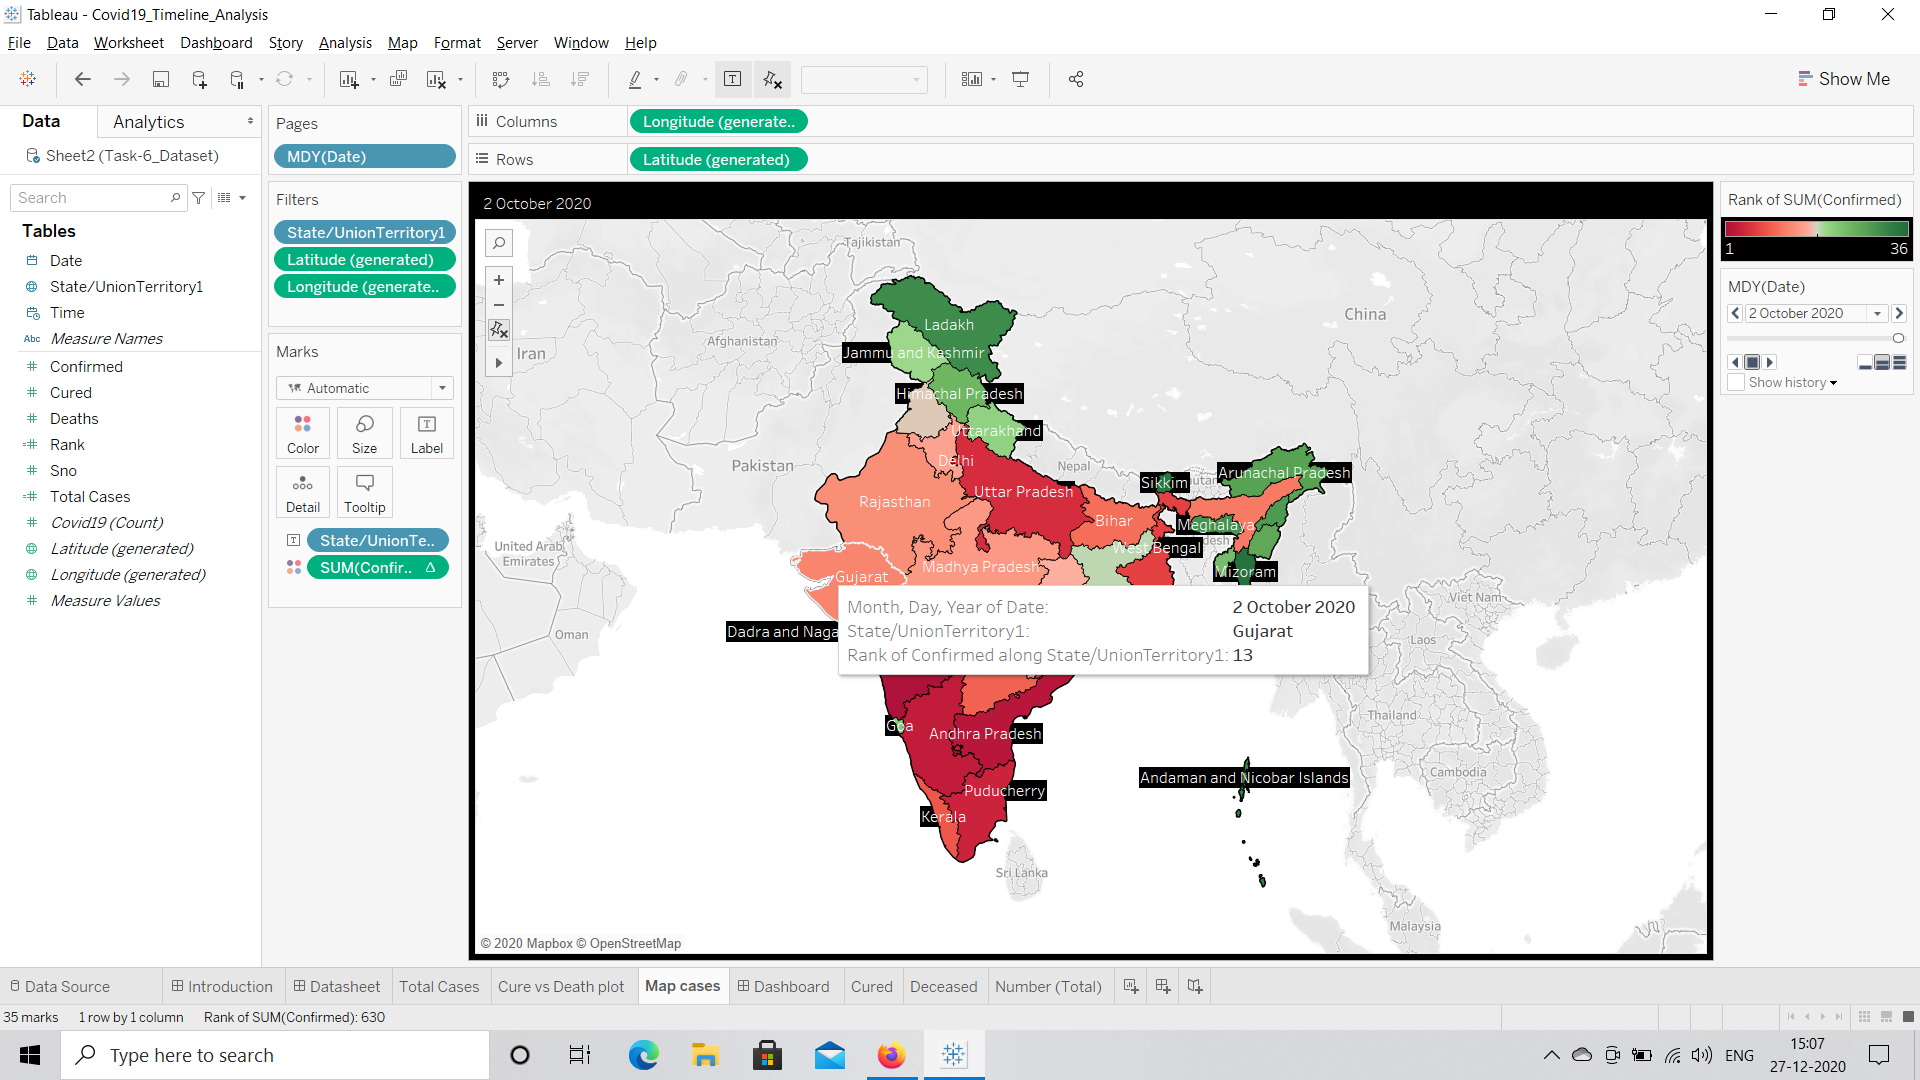 Tableau - Covid19_Timeline_Analysis
File Data Worksheet Dashboard Story Analysis Map Format Server Window Help
Show Me
Data
Analytics
Sheet2 (Task-6_Dataset)
Search
Tables
Date
State/UnionTerritory1
Time
Abc Measure Names
Confirmed
Cured
Deaths
Rank
Sno
Total Cases
Covid19 (Count)
Latitude (generated)
Longitude (generated)
Measure Values
Pages
MDY(Date)
Filters
State/UnionTerritory1
Latitude (generated)
Longitude (generate..
Marks
Automatic
Color
Size
Label
Detail
Tooltip
State/UnionTe..
SUM(Confir.. Δ
Columns
Longitude (generate..
Rows
Latitude (generated)
2 October 2020
Tajikistan
China
Ladakh
Afghanistan
Iran
Jammu and Kashmir
Himachal Pradesh
Uttarakhand
Delhi
Pakistan
Nepal
Arunachal Pradesh
Sikkim
Uttar Pradesh
Rajasthan
Bihar
Meghalaya
desh
West Bengal
United Arab
Emirates
Madhya Pradesh
Gujarat
Mizoram
Viet Nam
Oman
Dadra and Naga
Month, Day, Year of Date: 2 October 2020
State/UnionTerritory1: Gujarat
Rank of Confirmed along State/UnionTerritory1: 13
Laos
Thailand
Goa
Andhra Pradesh
Cambodia
Andaman and Nicobar Islands
Puducherry
Kerala
Sri Lanka
Malaysia
© 2020 Mapbox © OpenStreetMap
Rank of SUM(Confirmed)
1 36
MDY(Date)
2 October 2020
Show history
Data Source
Introduction
Datasheet
Total Cases
Cure vs Death plot
Map cases
Dashboard
Cured
Deceased
Number (Total)
35 marks 1 row by 1 column Rank of SUM(Confirmed): 630
Type here to search
ENG
15:07
27-12-2020